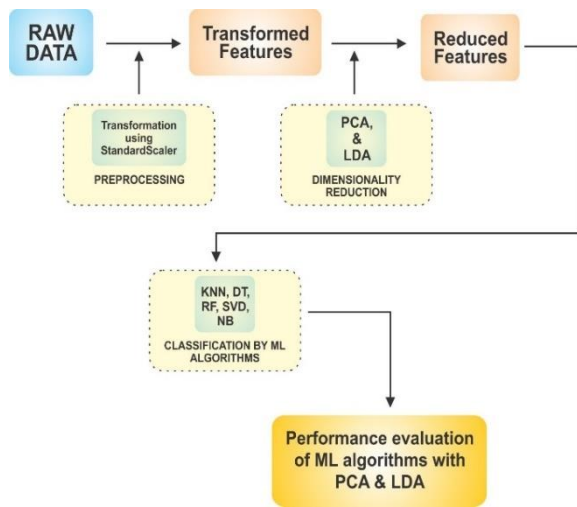 RAW
DATA
Transformed
Features
Reduced
Features
Transformation
using
StandardScaler
PREPROCESSING
PCA,
&
LDA
DIMENSIONALITY
REDUCTION
KNN, DT,
RF, SVD,
NB
CLASSIFICATION BY ML
ALGORITHMS
Performance evaluation
of ML algorithms with
PCA & LDA